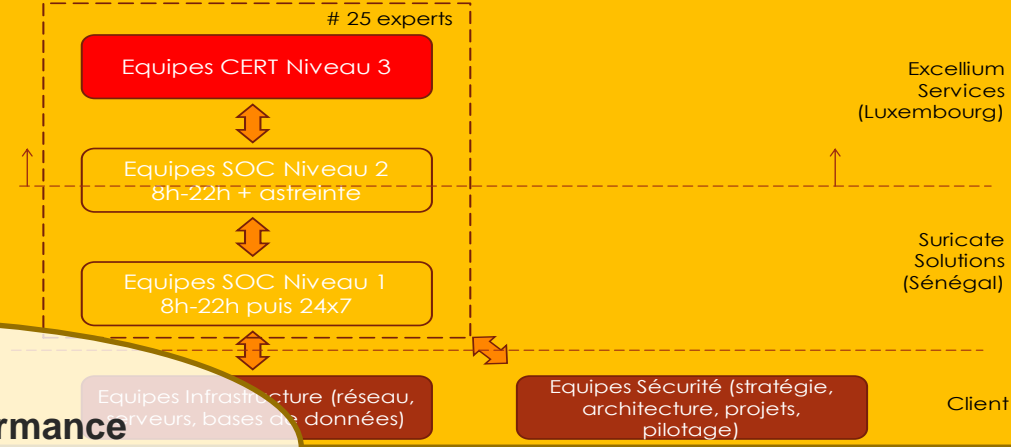 # 25 experts
Equipes CERT Niveau 3
Excellium
Services
(Luxembourg)
Equipes SOC Niveau 2
8h-22h + astreinte
Suricate
Solutions
(Sénégal)
Equipes SOC Niveau 1
8h-22h puis 24x7
Equipes Infrastructure (réseau,
serveurs, bases de données)
Equipes Sécurité (stratégie,
architecture, projets,
pilotage)
Client